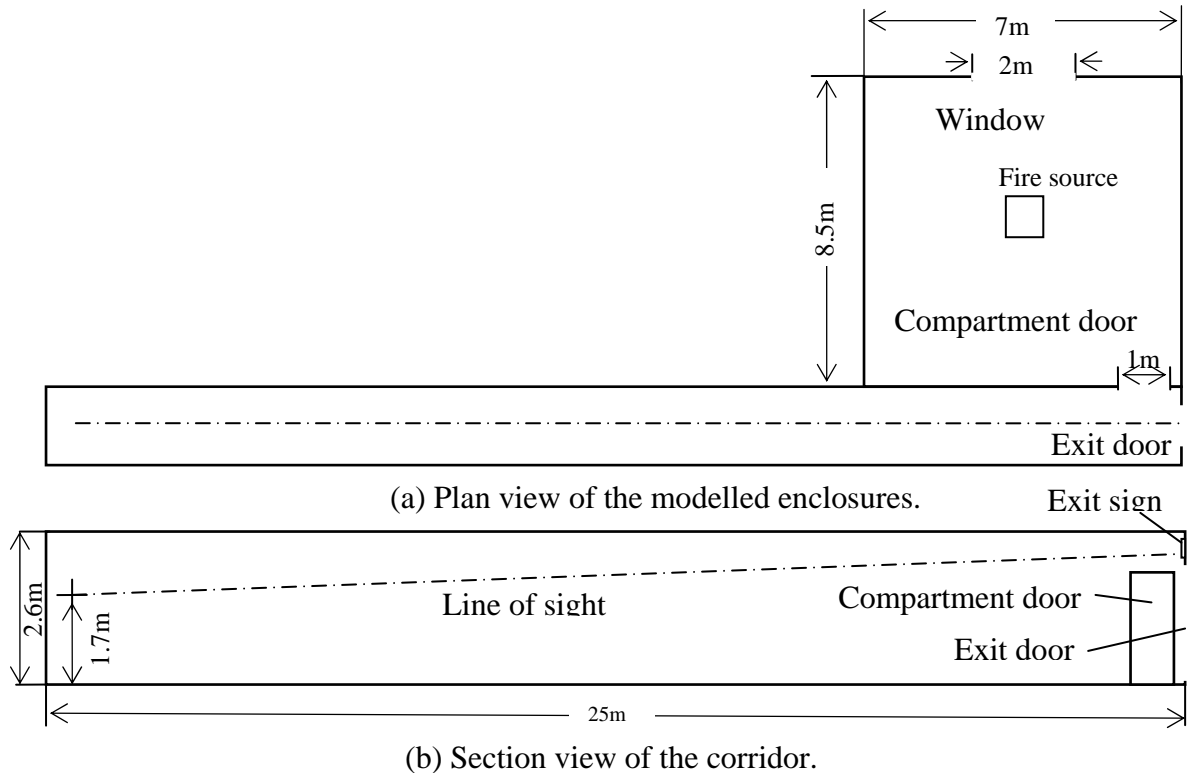 7m
2m
Window
Fire source
8.5m
Compartment door
1m
Exit door
(a) Plan view of the modelled enclosures.
Exit sign
2.6m
1.7m
Line of sight
Compartment door
Exit door
25m
(b) Section view of the corridor.